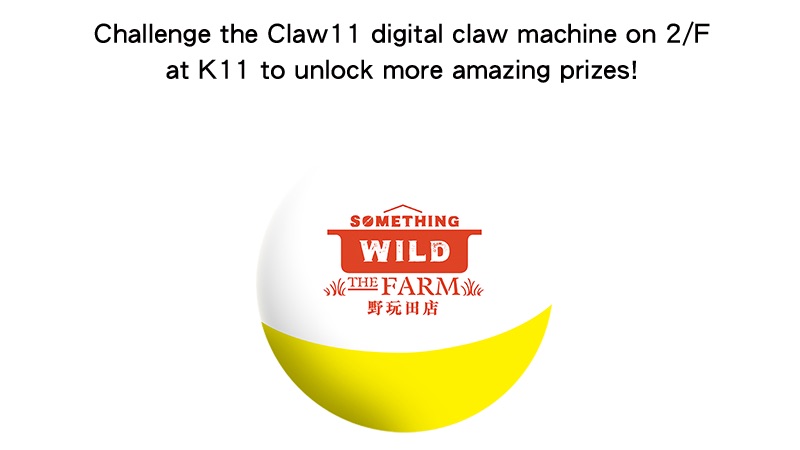 Challenge the Claw11 digital claw machine on 2/F
at K11 to unlock more amazing prizes!
SOMETHING
WILD
THE FARM
野玩田店